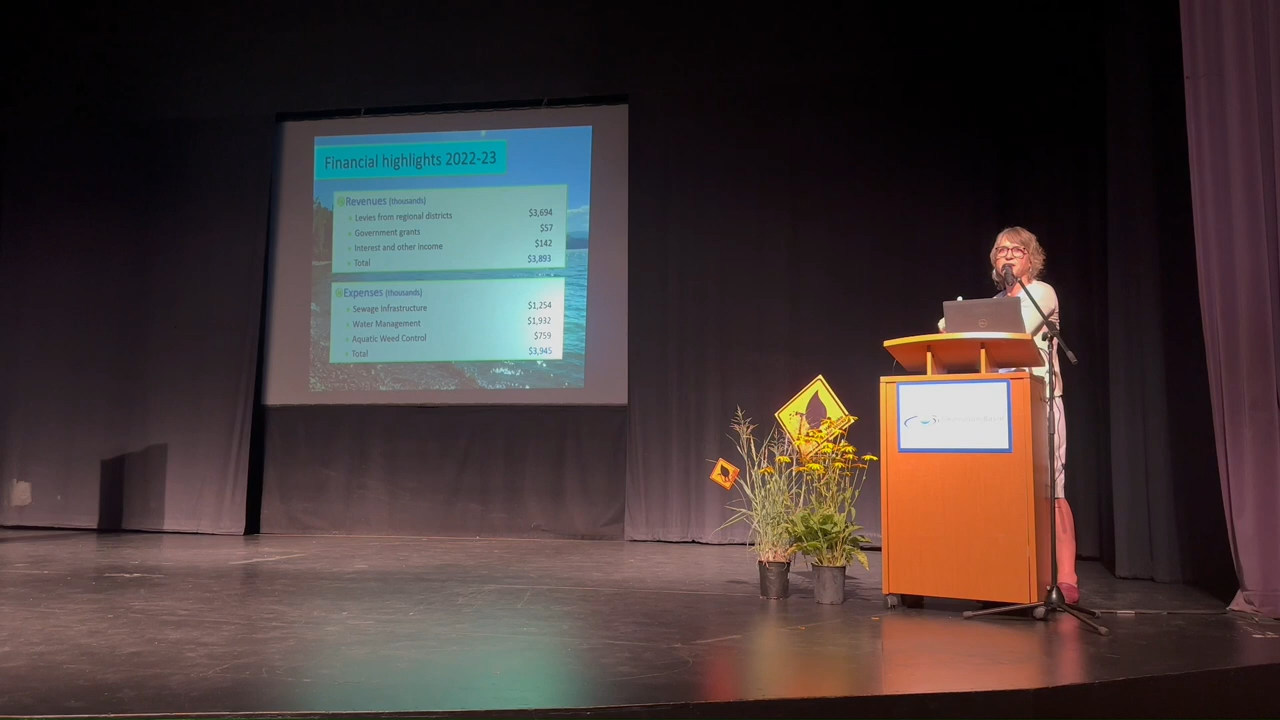 Financial highlights 2022-23
Revenues (thousands)
Levies from regional districts $3,694
Government grants $57
Interest and other income $142
Total $3,893
Expenses (thousands)
Sewage Infrastructure $1,254
Water Management $1,932
Aquatic Weed Control $759
Total $3,945